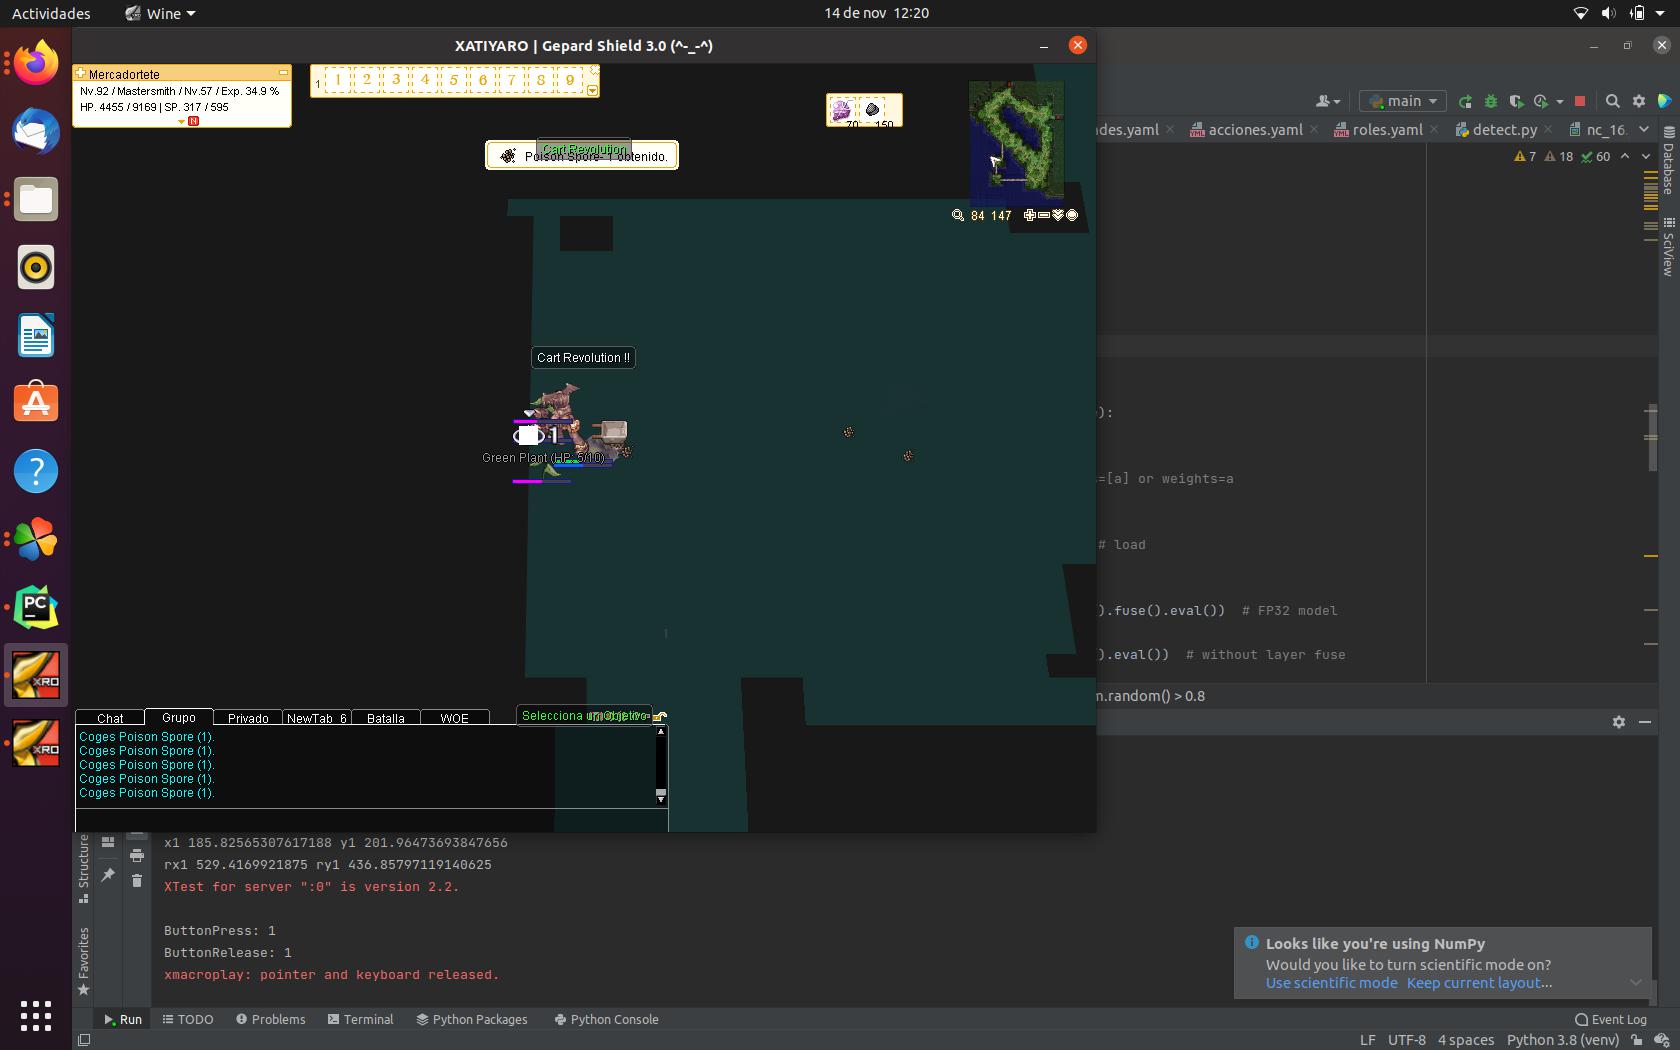 Actividades
Wine
14 de nov 12:20
XATIYARO | Gepard Shield 3.0 (^-_-^)
Mercadortete
Nv.92 / Mastersmith / Nv.57 / Exp. 34.9 %
HP. 4455 / 9169 | SP. 317 / 595
N
1
1 2 3 4 5 6 7 8 9
70 150
Cart Revolution
Poison Spore- 1 obtenido.
84 147
Cart Revolution !!
1
Green Plant (HP: 5/10)
Selecciona un objetivo
Chat
Grupo
Privado
NewTab_6
Batalla
WOE
Coges Poison Spore (1).
Coges Poison Spore (1).
Coges Poison Spore (1).
Coges Poison Spore (1).
Coges Poison Spore (1).
main
des.yaml
acciones.yaml
roles.yaml
detect.py
nc_16.
7 18 60
Database
SciView
):
=[a] or weights=a
# load
).fuse().eval()) # FP32 model
).eval()) # without layer fuse
m.random() > 0.8
x1 185.82565307617188 y1 201.96473693847656
rx1 529.4169921875 ry1 436.85797119140625
XTest for server ":0" is version 2.2.
ButtonPress: 1
ButtonRelease: 1
xmacroplay: pointer and keyboard released.
Structure
Favorites
Looks like you're using NumPy
Would you like to turn scientific mode on?
Use scientific mode Keep current layout...
Run
TODO
Problems
Terminal
Python Packages
Python Console
Event Log
LF UTF-8 4 spaces Python 3.8 (venv)
PC
XRO
XRO